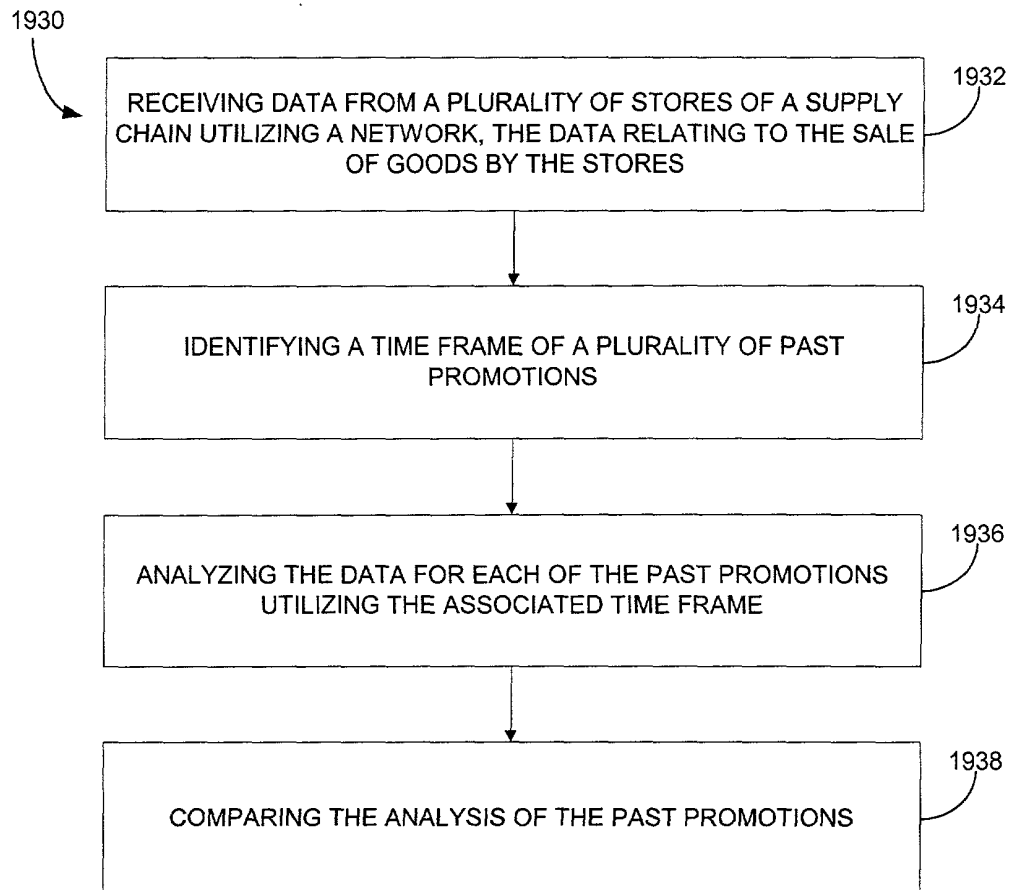 1930
1932
RECEIVING DATA FROM A PLURALITY OF STORES OF A SUPPLY
CHAIN UTILIZING A NETWORK, THE DATA RELATING TO THE SALE
OF GOODS BY THE STORES
1934
IDENTIFYING A TIME FRAME OF A PLURALITY OF PAST
PROMOTIONS
1936
ANALYZING THE DATA FOR EACH OF THE PAST PROMOTIONS
UTILIZING THE ASSOCIATED TIME FRAME
1938
COMPARING THE ANALYSIS OF THE PAST PROMOTIONS